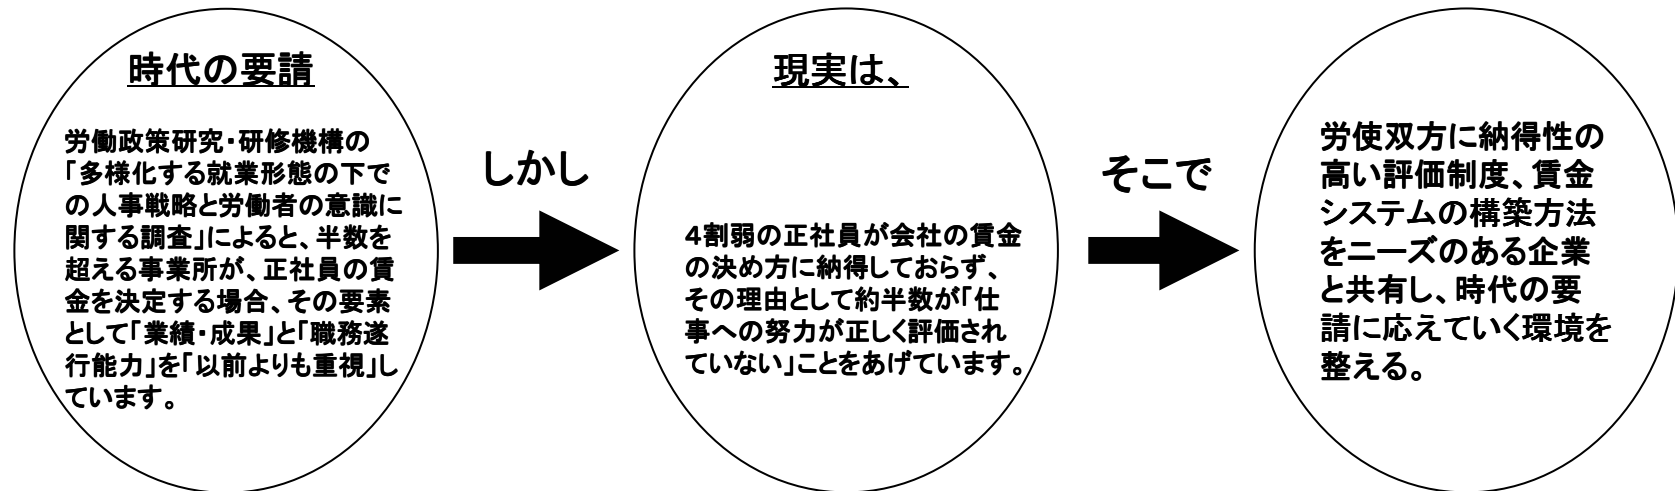 時代の要請
労働政策研究・研修機構の
「多様化する就業形態の下で
の人事戦略と労働者の意識に
関する調査」によると、半数を
超える事業所が、正社員の賃
金を決定する場合、その要素
として「業績・成果」と「職務遂
行能力」を「以前よりも重視」し
ています。
しかし
現実は、
4割弱の正社員が会社の賃金
の決め方に納得しておらず、
その理由として約半数が「仕
事への努力が正しく評価され
ていない」ことをあげています。
そこで
労使双方に納得性の
高い評価制度、賃金
システムの構築方法
をニーズのある企業
と共有し、時代の要
請に応えていく環境を
整える。